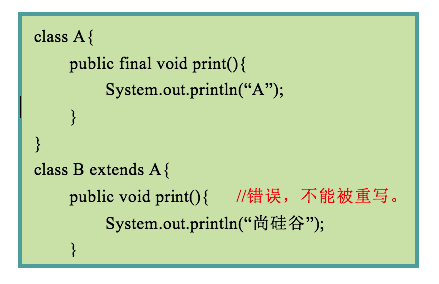 class A{
public final void print(){
System.out.println(“A”);
}
}
class B extends A{
public void print(){ //错误，不能被重写。
System.out.println(“尚硅谷”);
}